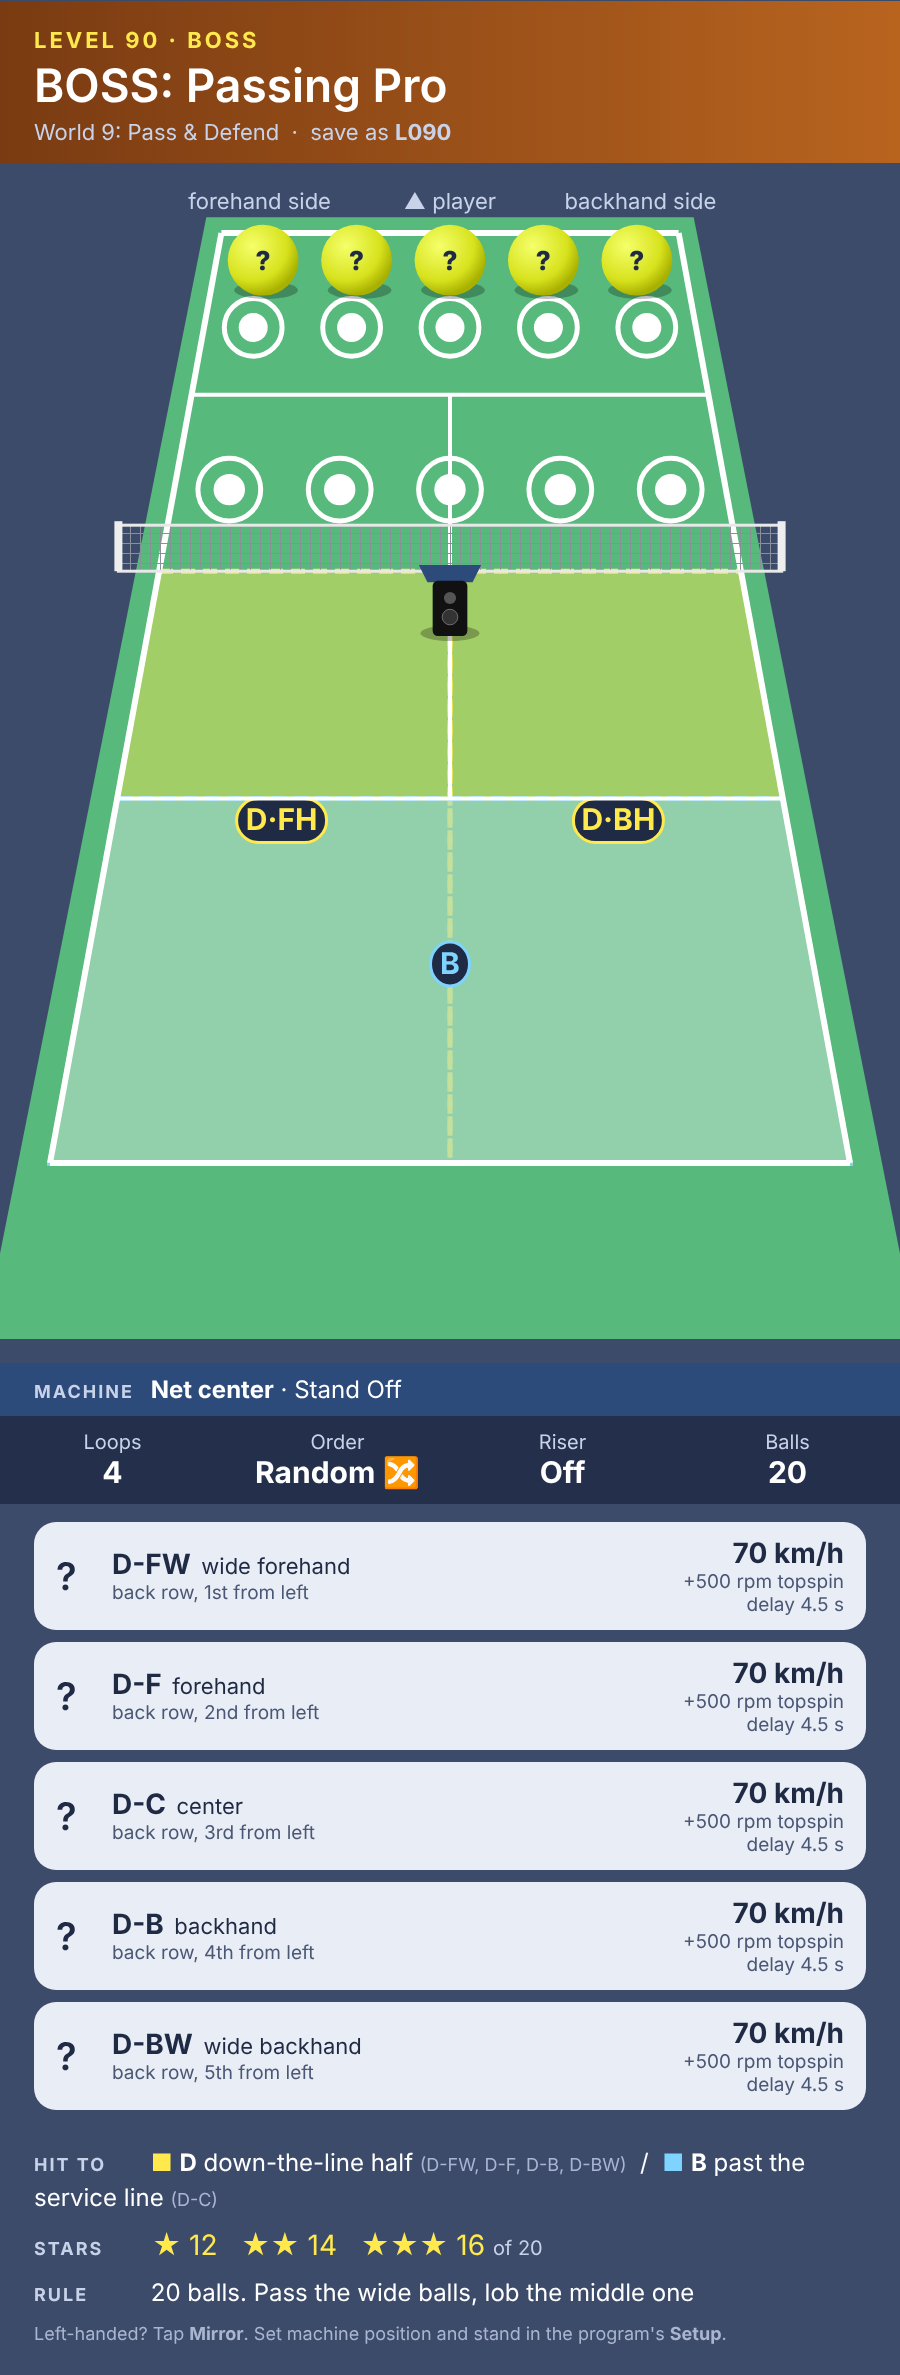 LEVEL 90 · BOSS
BOSS: Passing Pro
World 9: Pass & Defend · save as L090
forehand side ▲ player backhand side
? ? ? ? ?
D·FH D·BH
B
MACHINE Net center · Stand Off
Loops Order Riser Balls
4 Random 🔀 Off 20
? D-FW wide forehand
back row, 1st from left
70 km/h
+500 rpm topspin
delay 4.5 s
? D-F forehand
back row, 2nd from left
70 km/h
+500 rpm topspin
delay 4.5 s
? D-C center
back row, 3rd from left
70 km/h
+500 rpm topspin
delay 4.5 s
? D-B backhand
back row, 4th from left
70 km/h
+500 rpm topspin
delay 4.5 s
? D-BW wide backhand
back row, 5th from left
70 km/h
+500 rpm topspin
delay 4.5 s
HIT TO D down-the-line half (D-FW, D-F, D-B, D-BW) / B past the
service line (D-C)
STARS ★ 12 ★★ 14 ★★★ 16 of 20
RULE 20 balls. Pass the wide balls, lob the middle one
Left-handed? Tap Mirror. Set machine position and stand in the program's Setup.